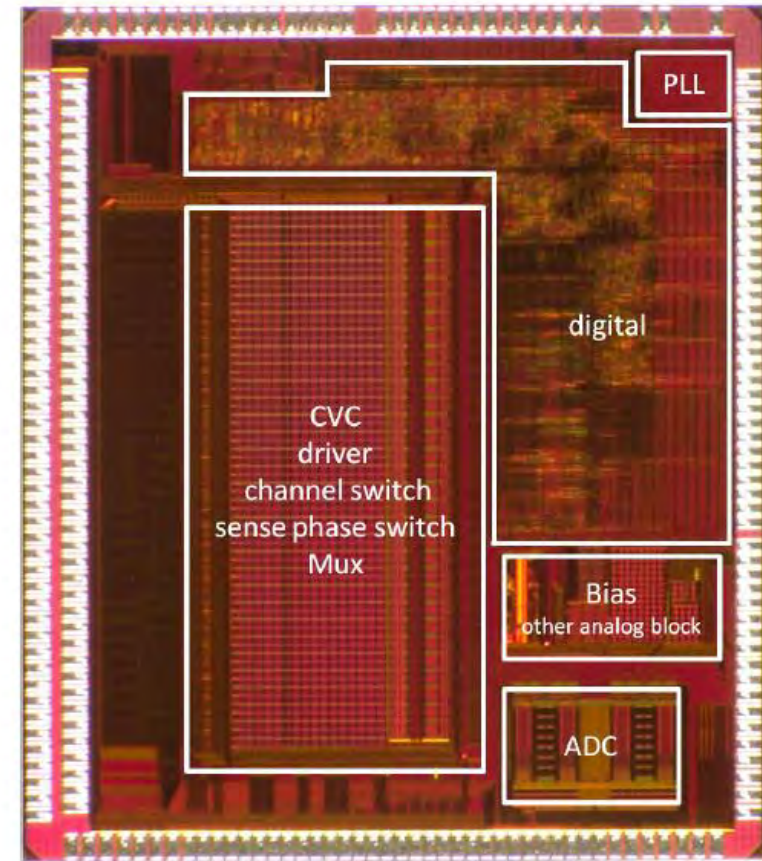 PLL
digital
CVC
driver
channel switch
sense phase switch
Mux
Bias
other analog block
ADC